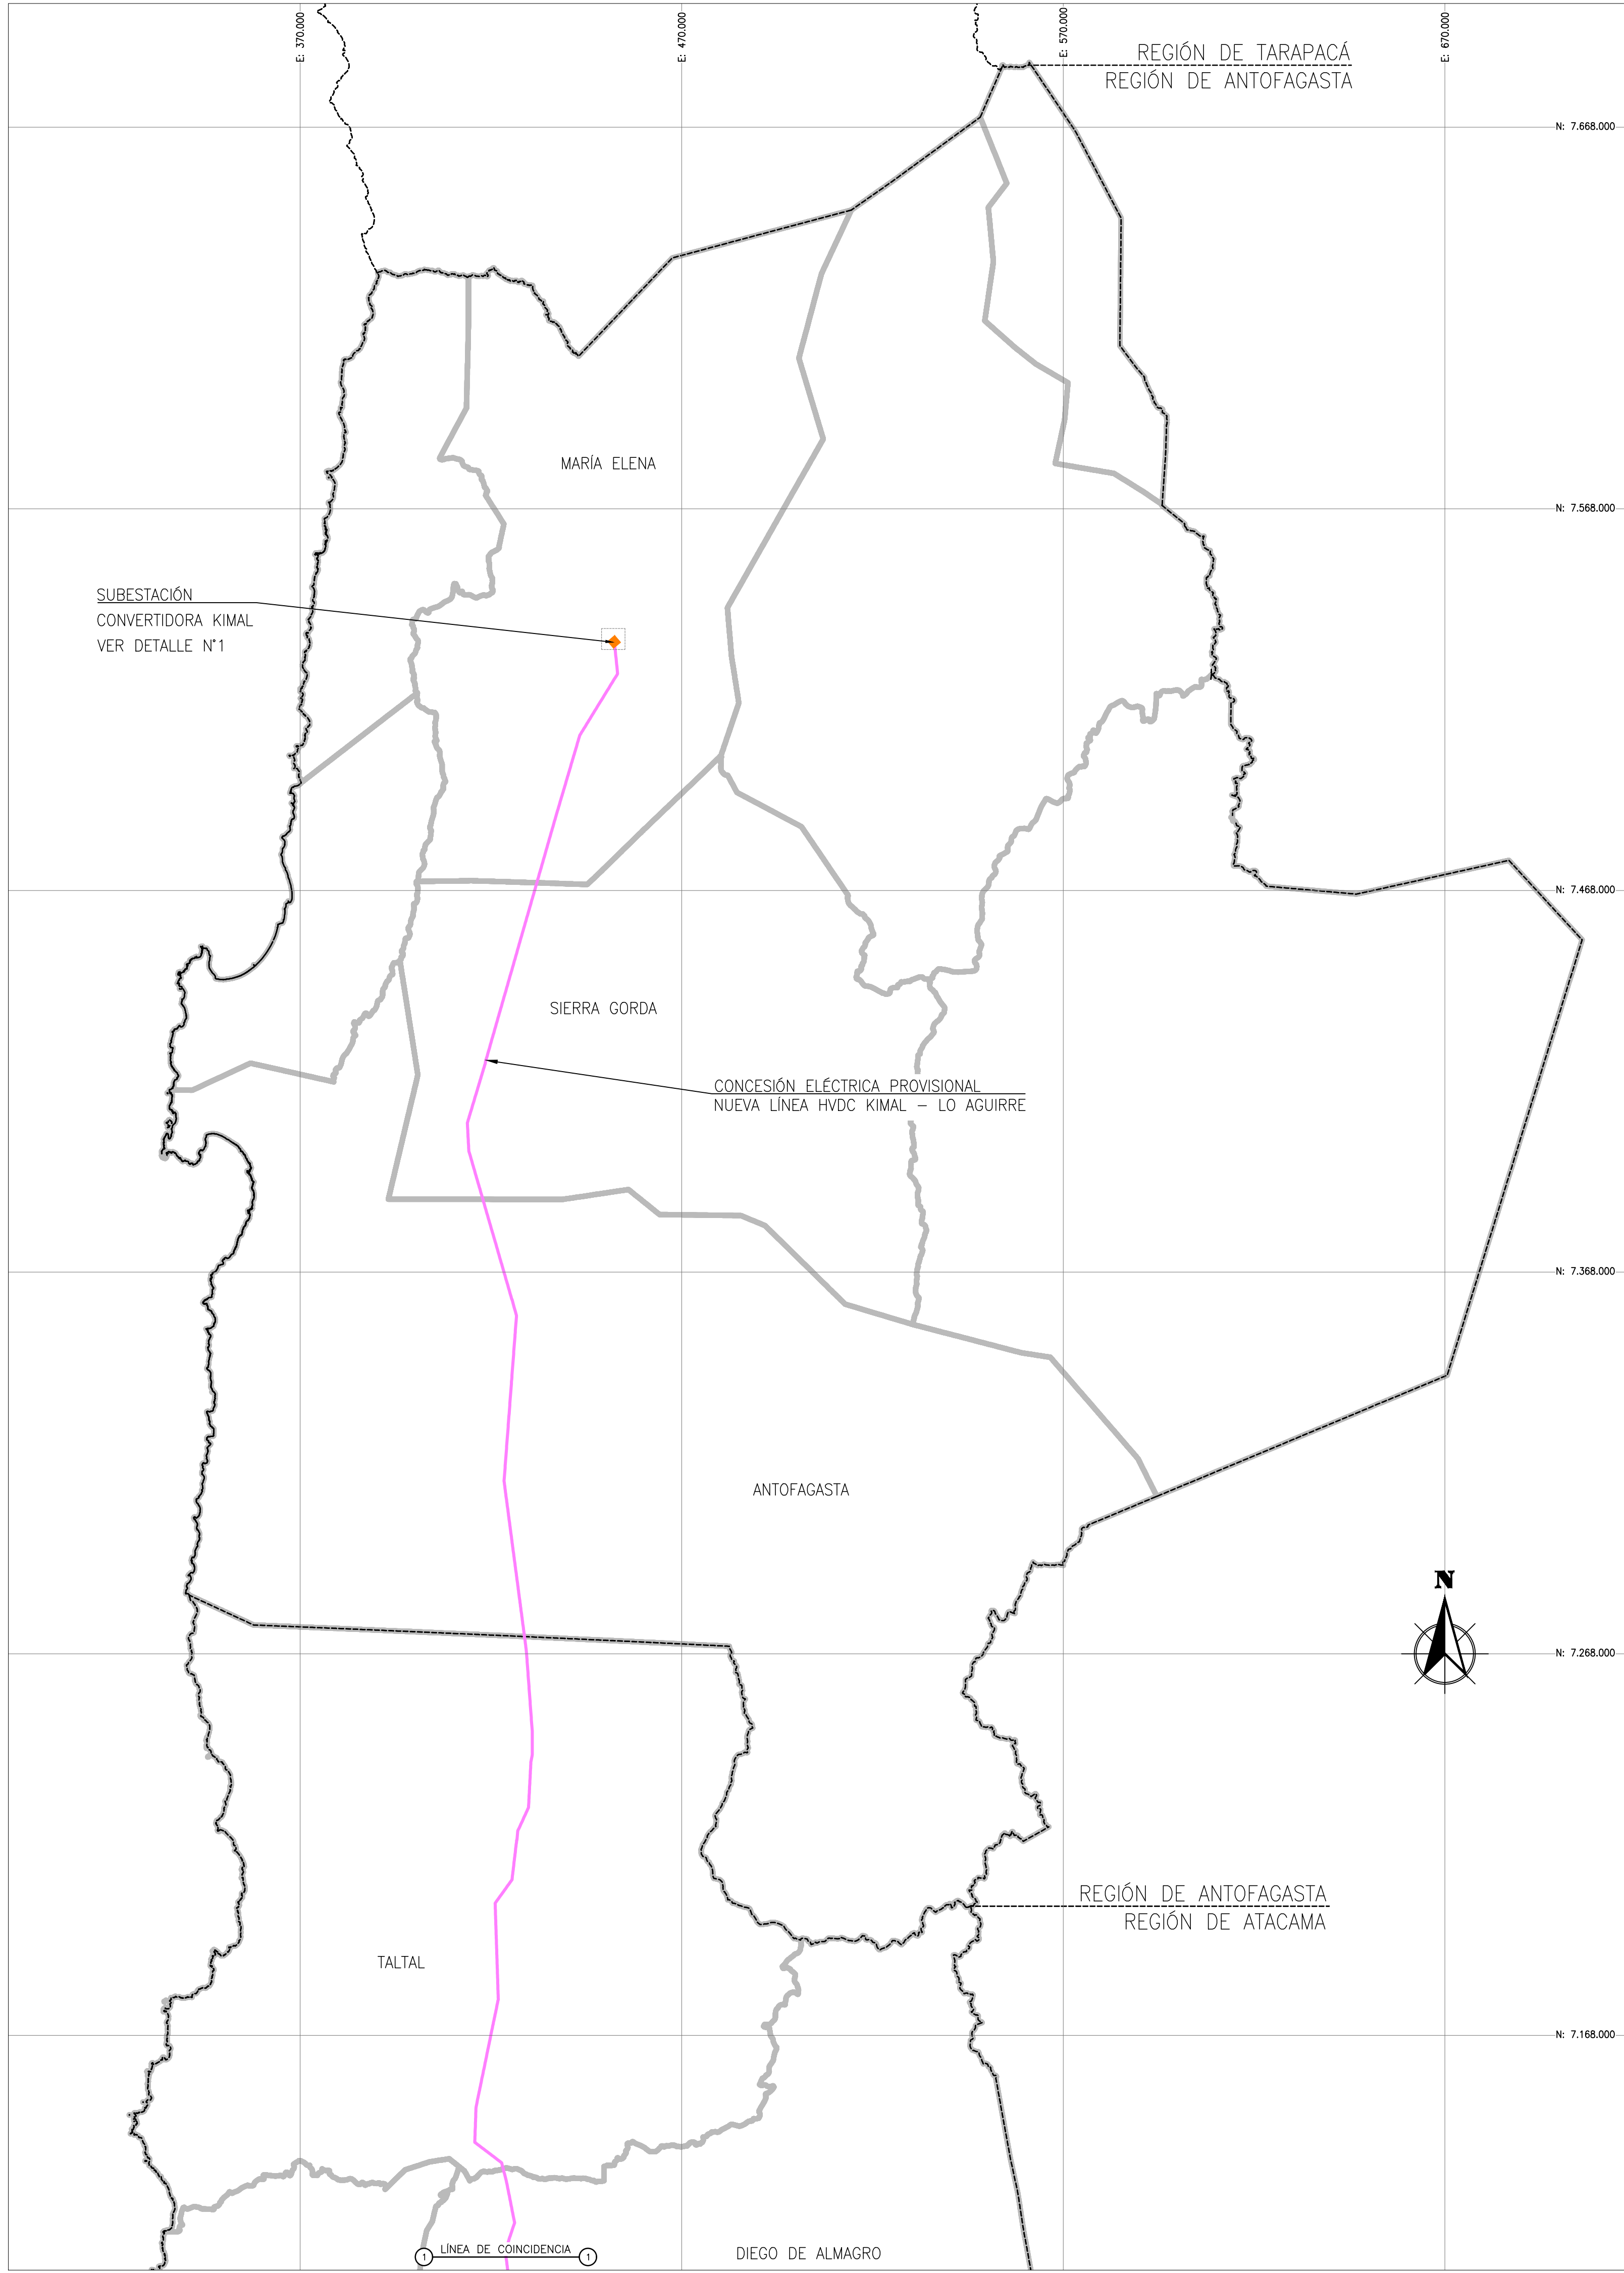 E: 370.000
E: 470.000
E: 570.000
E: 670.000
REGIÓN DE TARAPACÁ
REGIÓN DE ANTOFAGASTA
N: 7.668.000
MARÍA ELENA
N: 7.568.000
SUBESTACIÓN
CONVERTIDORA KIMAL
VER DETALLE N°1
N: 7.468.000
SIERRA GORDA
CONCESIÓN ELÉCTRICA PROVISIONAL
NUEVA LÍNEA HVDC KIMAL – LO AGUIRRE
N: 7.368.000
ANTOFAGASTA
N
N: 7.268.000
REGIÓN DE ANTOFAGASTA
REGIÓN DE ATACAMA
TALTAL
N: 7.168.000
1 LÍNEA DE COINCIDENCIA 1
DIEGO DE ALMAGRO